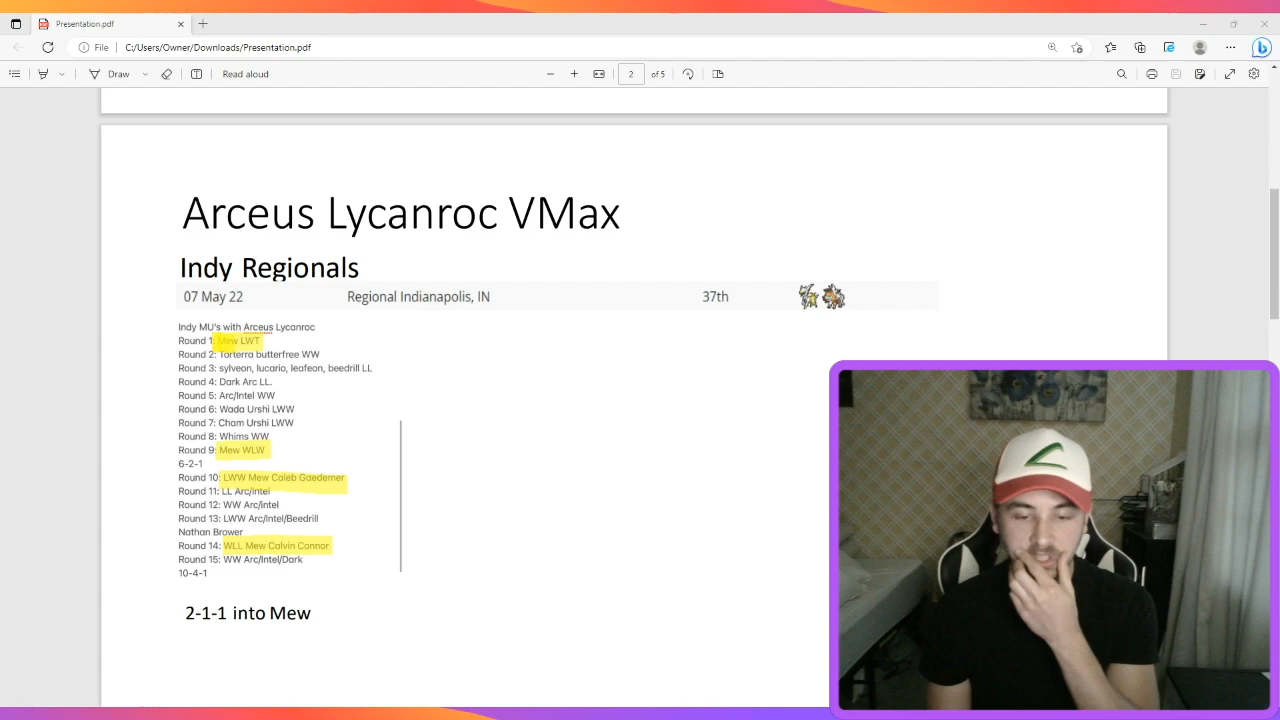 Presentation.pdf
File C:/Users/Owner/Downloads/Presentation.pdf
Draw Read aloud 2 of 5
Arceus Lycanroc VMax
Indy Regionals
07 May 22 Regional Indianapolis, IN 37th
Indy MU's with Arceus Lycanroc
Round 1: Mew LWT
Round 2: Torterra butterfree WW
Round 3: sylveon, lucario, leafeon, beedrill LL
Round 4: Dark Arc LL.
Round 5: Arc/Intel WW
Round 6: Wada Urshi LWW
Round 7: Cham Urshi LWW
Round 8: Whims WW
Round 9: Mew WLW
6-2-1
Round 10: LWW Mew Caleb Gaedemer
Round 11: LL Arc/intel
Round 12: WW Arc/intel
Round 13: LWW Arc/Intel/Beedrill
Nathan Brower
Round 14: WLL Mew Calvin Connor
Round 15: WW Arc/Intel/Dark
10-4-1
2-1-1 into Mew